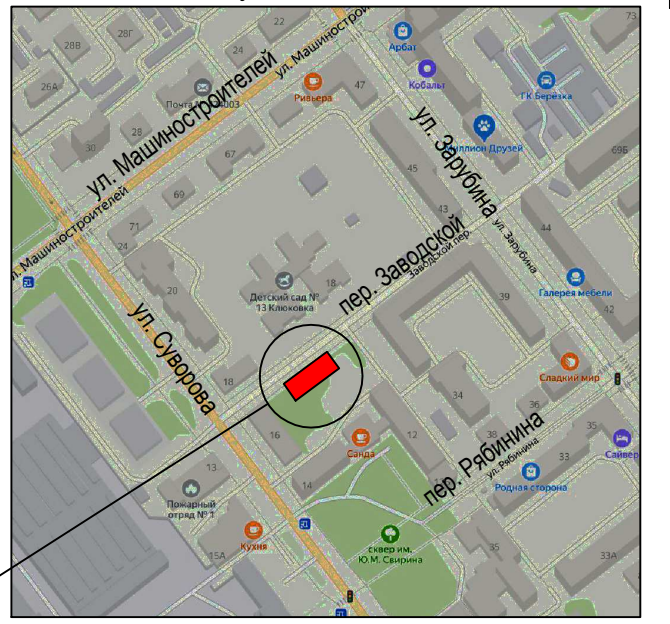 73
28В
28Г
22
ул. Машиностроителей
24
Арбат
26А
ул. Машиностроителей
Ривьера
47
Кобальт
ГК Берёзка
28
30
67
ул. Зарубина
Миллион Друзей
69Б
45
69
43
71
44
ул. Машиностроителей
24
пер. Заводской
Заводской пер.
ул. Зарубина
20
Детский сад №
13 Клюковка
18
39
Галерея мебели
42
ул. Суворова
18
34
Сладкий мир
36
16
12
38
35
Санда
пер. Рябинина
ул. Рябинина
33
Сайвер
13
14
Родная сторона
Пожарный
отряд № 1
Кухня
15А
сквер им.
Ю.М. Свирина
35
33А